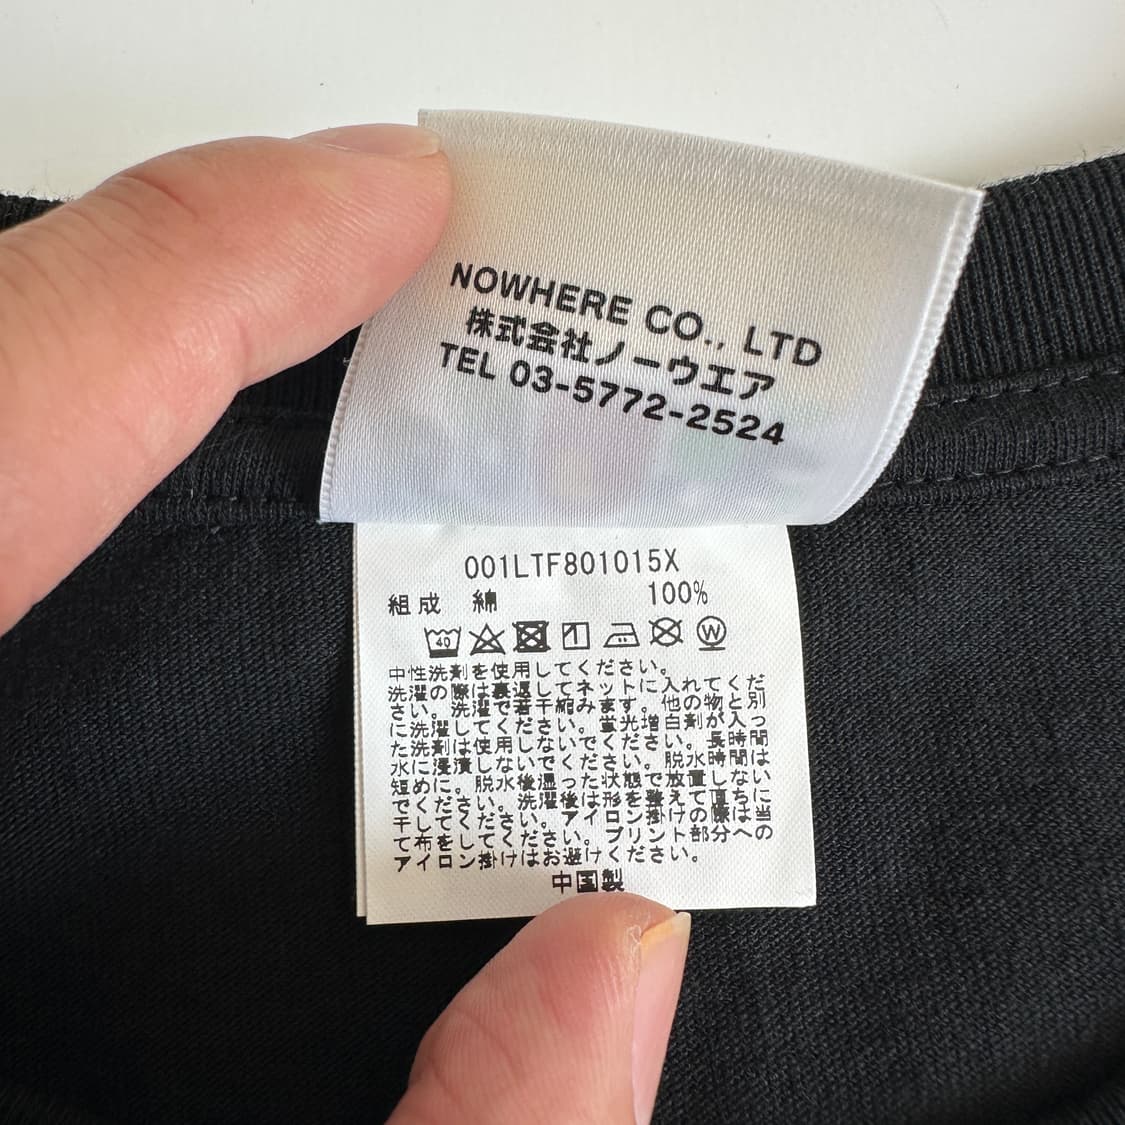 NOWHERE CO., LTD
株式会社ノーウエア
TEL 03-5772-2524
001LTF801015X
組成 綿 100%
40 W
中性洗剤を使用してください。
洗濯の際は裏返してネットに入れてくだ
さい。洗濯で若干縮みます。他の物と別
に洗濯してください。蛍光増白剤が入っ
た洗剤は使用しないでください。長時間
水に浸漬しないでください。脱水時間は
短めに。脱水後湿った状態で放置しない
でください。洗濯後は形を整えて直ちに
干してください。アイロン掛けの際は当
て布をしてください。プリント部分への
アイロン掛けはお避けください。
中国製